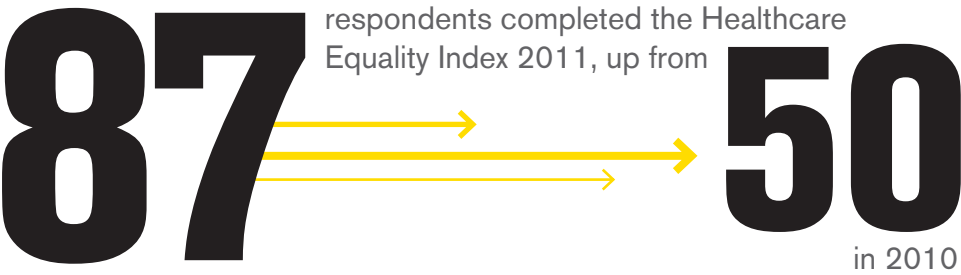 87
respondents completed the Healthcare
Equality Index 2011, up from
50
in 2010